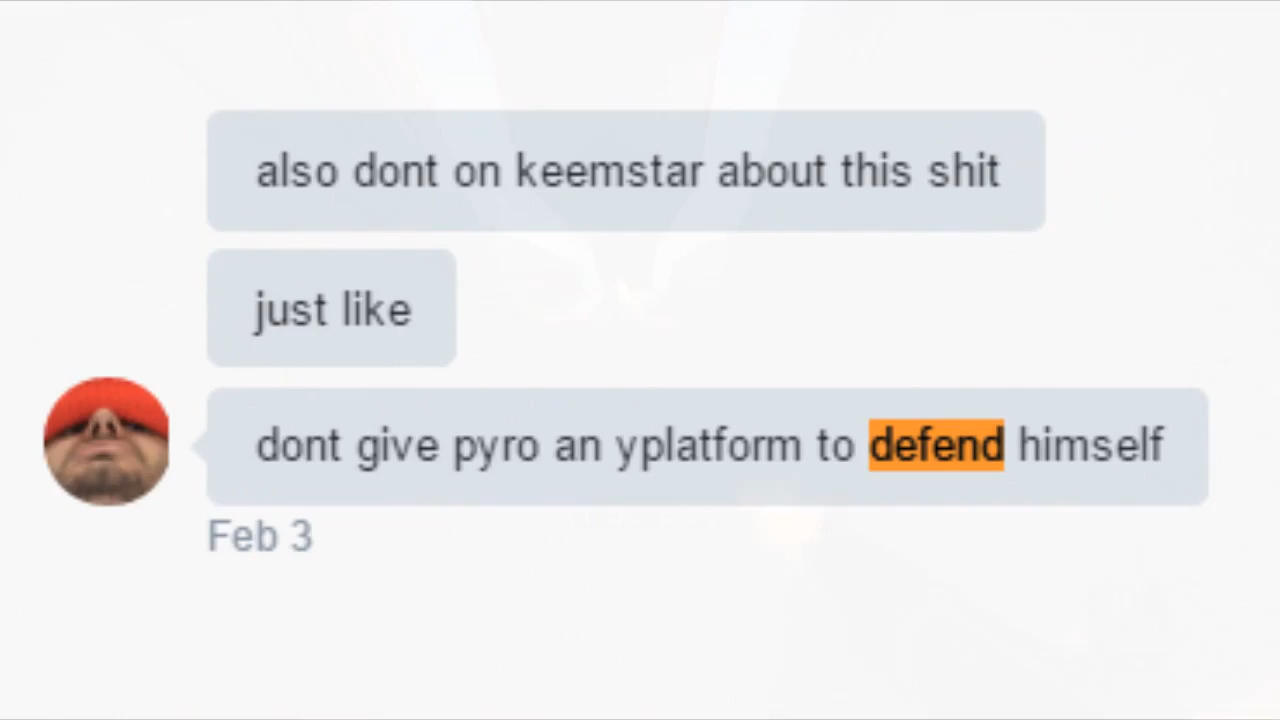 also dont on keemstar about this shit
just like
dont give pyro an yplatform to defend himself
Feb 3